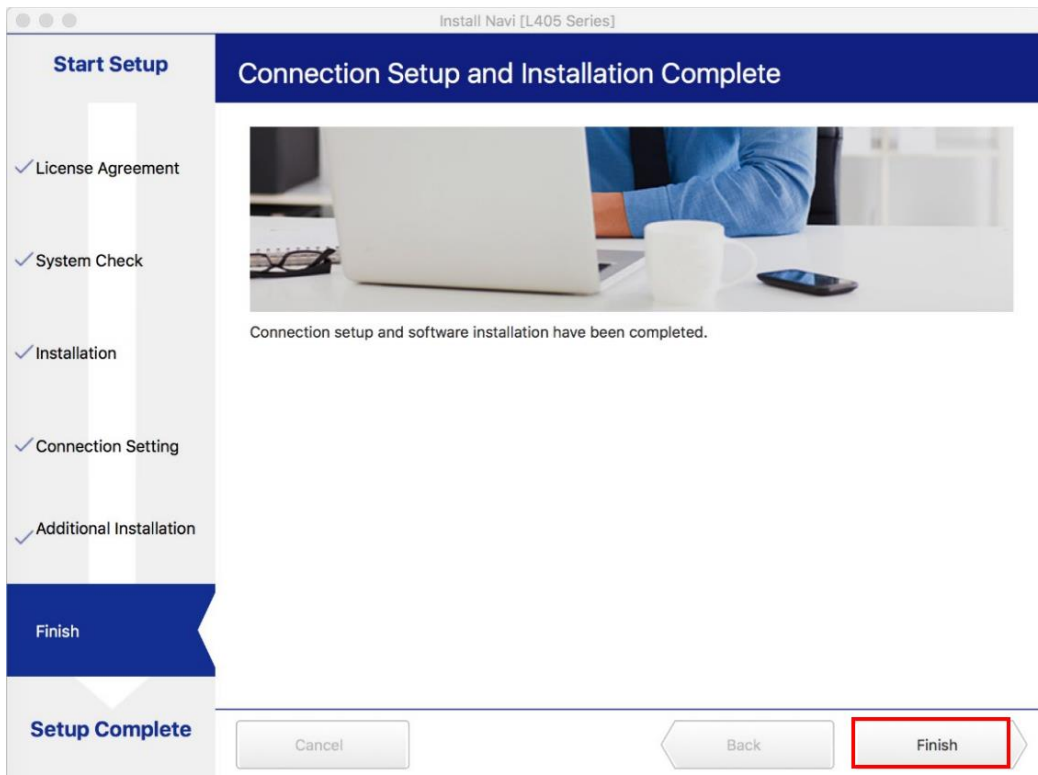 Install Navi [L405 Series]
Start Setup
License Agreement
System Check
Installation
Connection Setting
Additional Installation
Finish
Setup Complete
Connection Setup and Installation Complete
Connection setup and software installation have been completed.
Cancel
Back
Finish